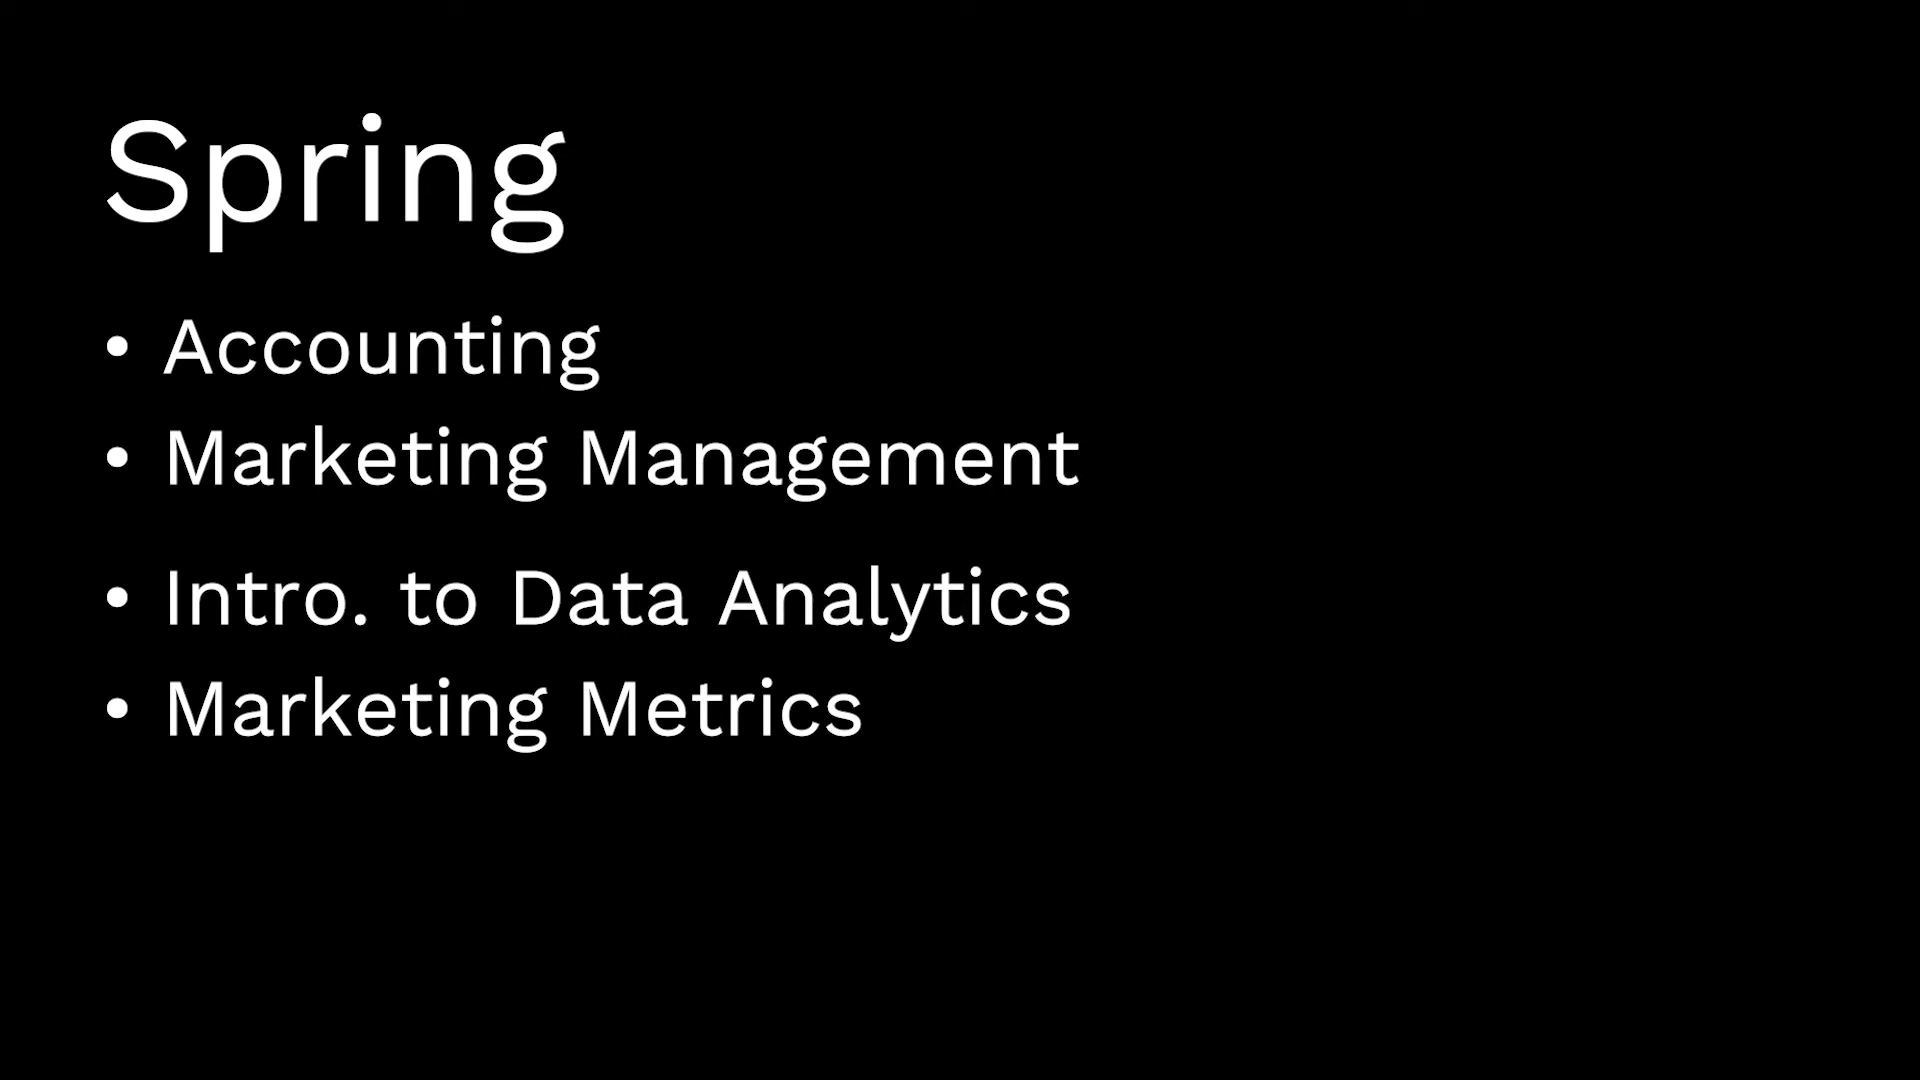 Spring
• Accounting
• Marketing Management
• Intro. to Data Analytics
• Marketing Metrics